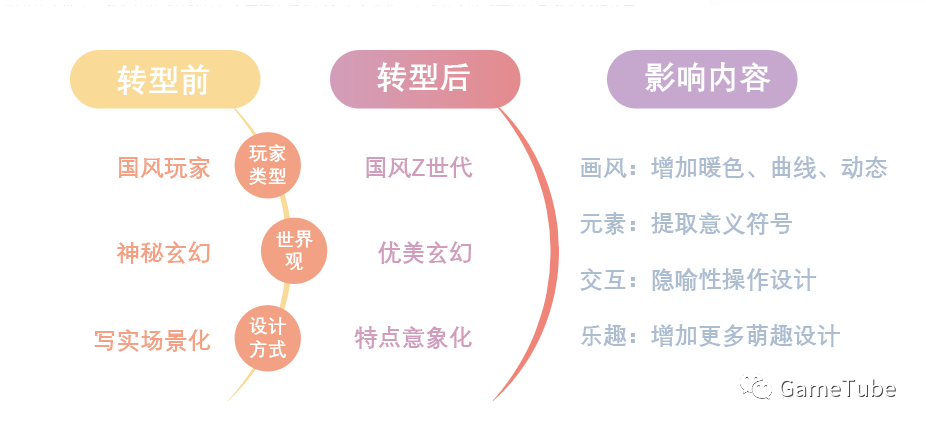 转型前
转型后
影响内容
国风玩家
玩家
类型
国风Z世代
画风：增加暖色、曲线、动态
元素：提取意义符号
神秘玄幻
世界
观
优美玄幻
交互：隐喻性操作设计
写实场景化
设计
方式
特点意象化
乐趣：增加更多萌趣设计
GameTube